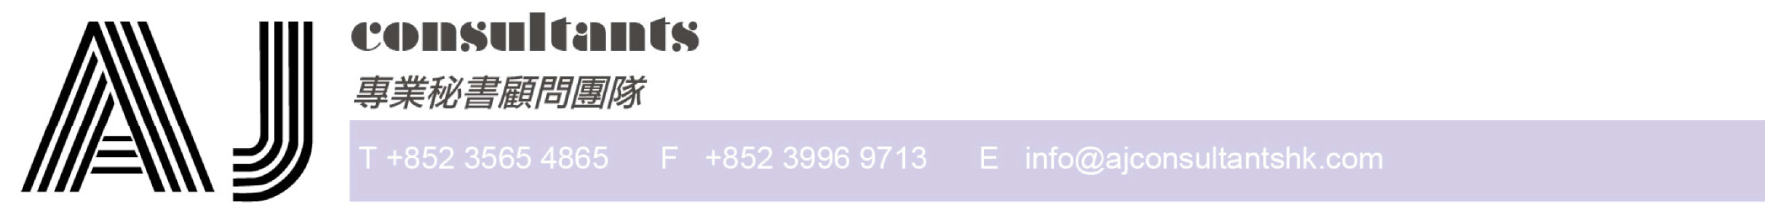 AJ
consultants
專業秘書顧問團隊
T +852 3565 4865 F +852 3996 9713 E info@ajconsultantshk.com